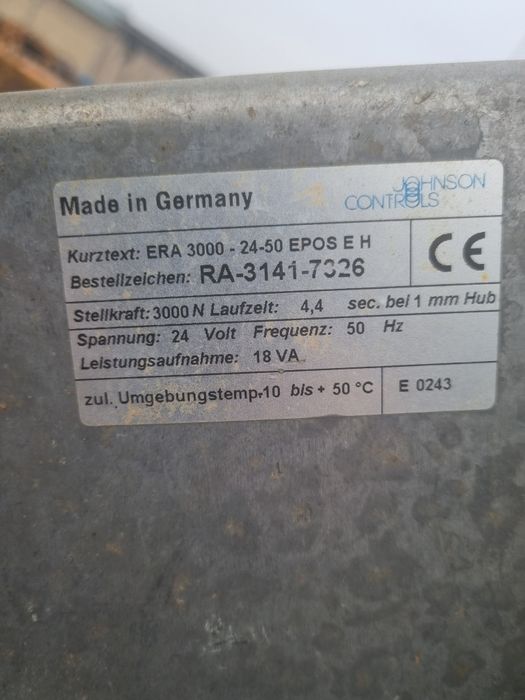 Made in Germany
JOHNSON
CONTROLS
Kurztext: ERA 3000 - 24-50 EPOS E H
Bestellzeichen: RA-3141-7326
CE
Stellkraft: 3000 N Laufzeit: 4,4 sec. bei 1 mm Hub
Spannung: 24 Volt Frequenz: 50 Hz
Leistungsaufnahme: 18 VA
zul. Umgebungstemp.-10 bis + 50 °C
E 0243